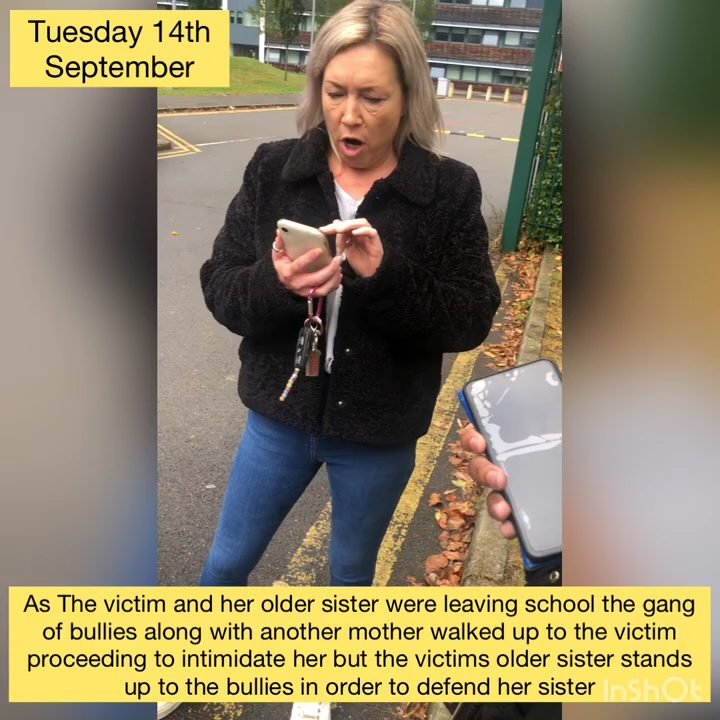 Tuesday 14th
September
As The victim and her older sister were leaving school the gang
of bullies along with another mother walked up to the victim
proceeding to intimidate her but the victims older sister stands
up to the bullies in order to defend her sister
InShOt